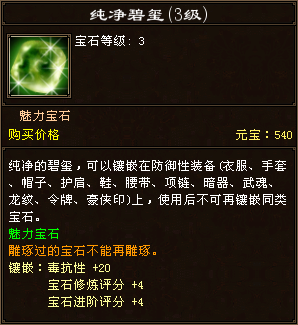 纯净碧玺(3级)
宝石等级: 3
魅力宝石
购买价格 元宝: 540
纯净的碧玺,可以镶嵌在防御性装备(衣服、手套
、帽子、护肩、鞋、腰带、项链、暗器、武魂、
龙纹、令牌、豪侠印)上,使用后不可再镶嵌同类
宝石。
魅力宝石
雕琢过的宝石不能再雕琢。
镶嵌:毒抗性 +20
宝石修炼评分 +4
宝石进阶评分 +4